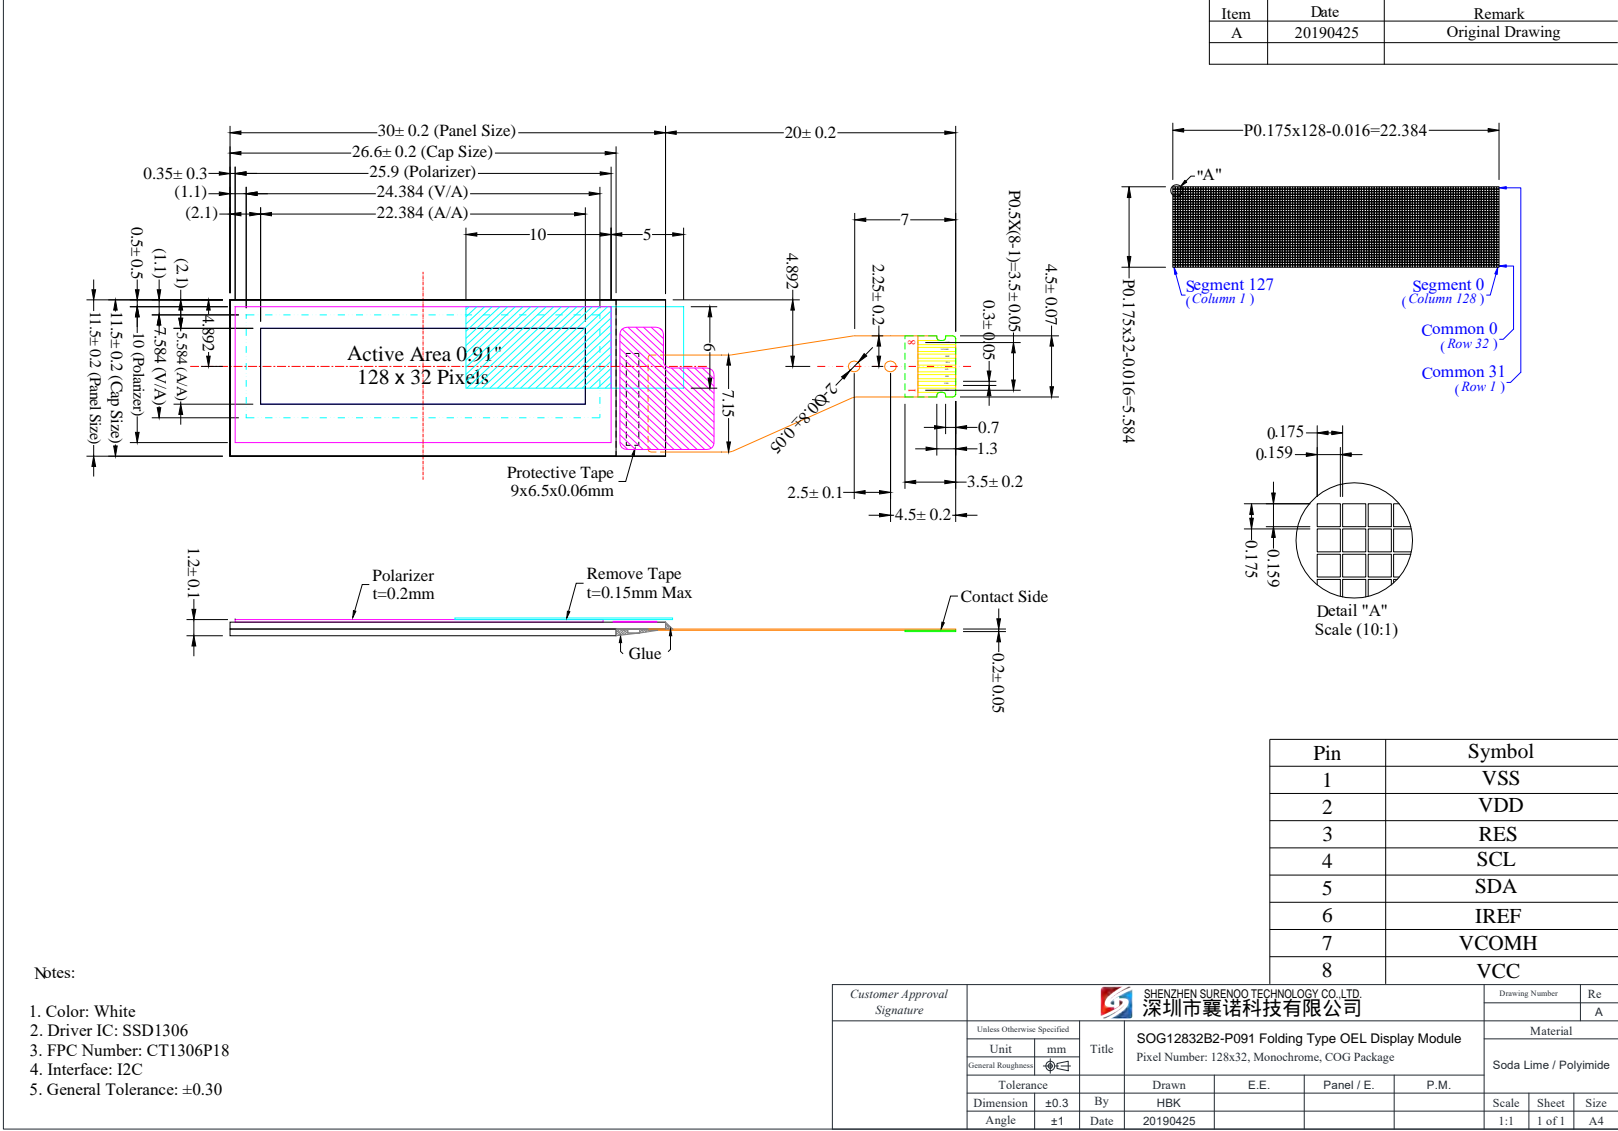 Item Date Remark
A 20190425 Original Drawing
30± 0.2 (Panel Size)
20± 0.2
26.6± 0.2 (Cap Size)
0.35± 0.3
25.9 (Polarizer)
(1.1)
24.384 (V/A)
(2.1)
22.384 (A/A)
10
5
7
P0.5X(8-1)=3.5± 0.05
4.5± 0.07
0.3± 0.05
2.25± 0.2
4.892
0.5± 0.5
(1.1)
(2.1)
4.892
5.584 (A/A)
7.584 (V/A)
10 (Polarizer)
11.5± 0.2 (Cap Size)
11.5± 0.2 (Panel Size)
Active Area 0.91"
128 x 32 Pixels
6
7.15
8
2-Ø0.8± 0.05
0.7
1.3
3.5± 0.2
2.5± 0.1
4.5± 0.2
Protective Tape
9x6.5x0.06mm
P0.175x128-0.016=22.384
"A"
P0.175x32-0.016=5.584
Segment 127
( Column 1 )
Segment 0
( Column 128 )
Common 0
( Row 32 )
Common 31
( Row 1 )
0.175
0.159
0.175
0.159
Detail "A"
Scale (10:1)
1.2± 0.1
Polarizer
t=0.2mm
Remove Tape
t=0.15mm Max
Glue
Contact Side
0.2± 0.05
Pin Symbol
1 VSS
2 VDD
3 RES
4 SCL
5 SDA
6 IREF
7 VCOMH
8 VCC
Notes:
1. Color: White
2. Driver IC: SSD1306
3. FPC Number: CT1306P18
4. Interface: I2C
5. General Tolerance: ±0.30
Customer Approval
Signature
SHENZHEN SURENOO TECHNOLOGY CO.,LTD.
深圳市襄诺科技有限公司
Drawing Number Re
A
Unless Otherwise Specified
Unit mm
General Roughness
Title
SOG12832B2-P091 Folding Type OEL Display Module
Pixel Number: 128x32, Monochrome, COG Package
Material
Soda Lime / Polyimide
Tolerance Drawn E.E. Panel / E. P.M.
Dimension ±0.3 By HBK Scale Sheet Size
Angle ±1 Date 20190425 1:1 1 of 1 A4